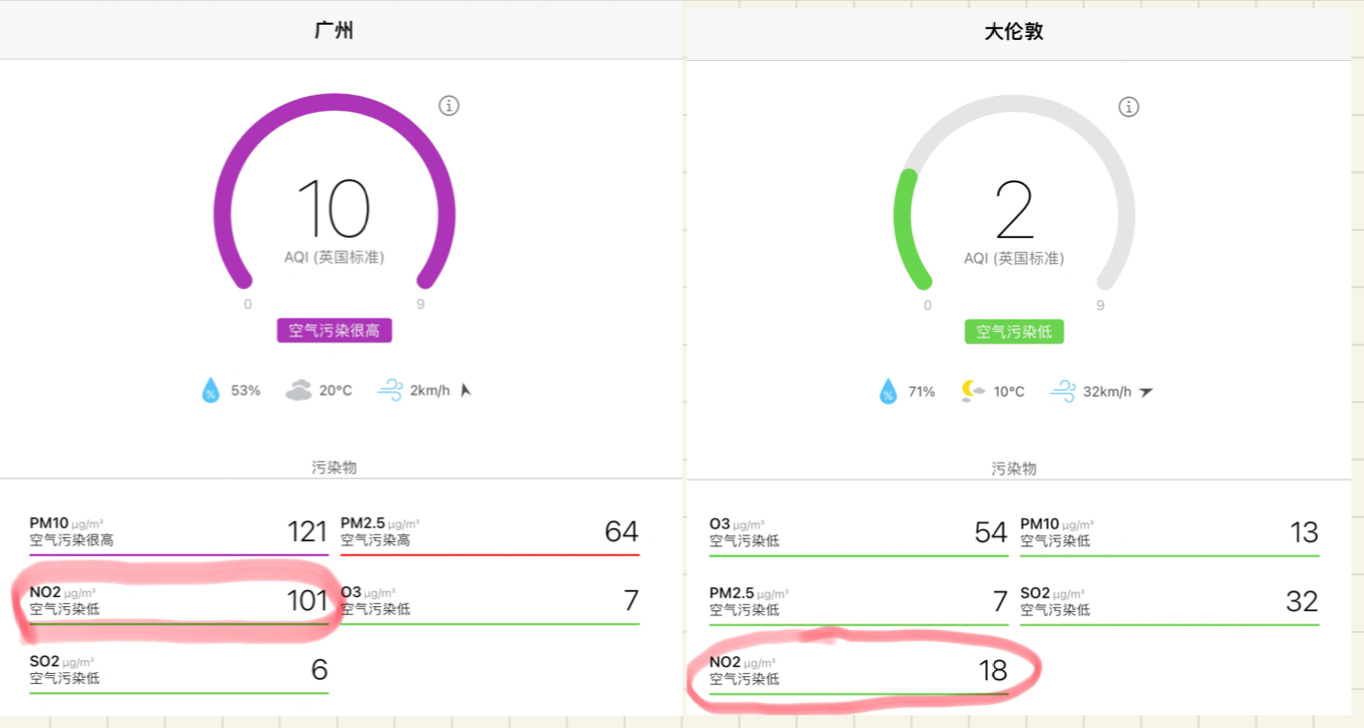 广州
10
AQI (英国标准)
0 9
空气污染很高
53% 20°C 2km/h
污染物
PM10 µg/m³ 121
空气污染很高
PM2.5 µg/m³ 64
空气污染高
NO2 µg/m³ 101
空气污染低
O3 µg/m³ 7
空气污染低
SO2 µg/m³ 6
空气污染低
大伦敦
2
AQI (英国标准)
0 9
空气污染低
71% 10°C 32km/h
污染物
O3 µg/m³ 54
空气污染低
PM10 µg/m³ 13
空气污染低
PM2.5 µg/m³ 7
空气污染低
SO2 µg/m³ 32
空气污染低
NO2 µg/m³ 18
空气污染低